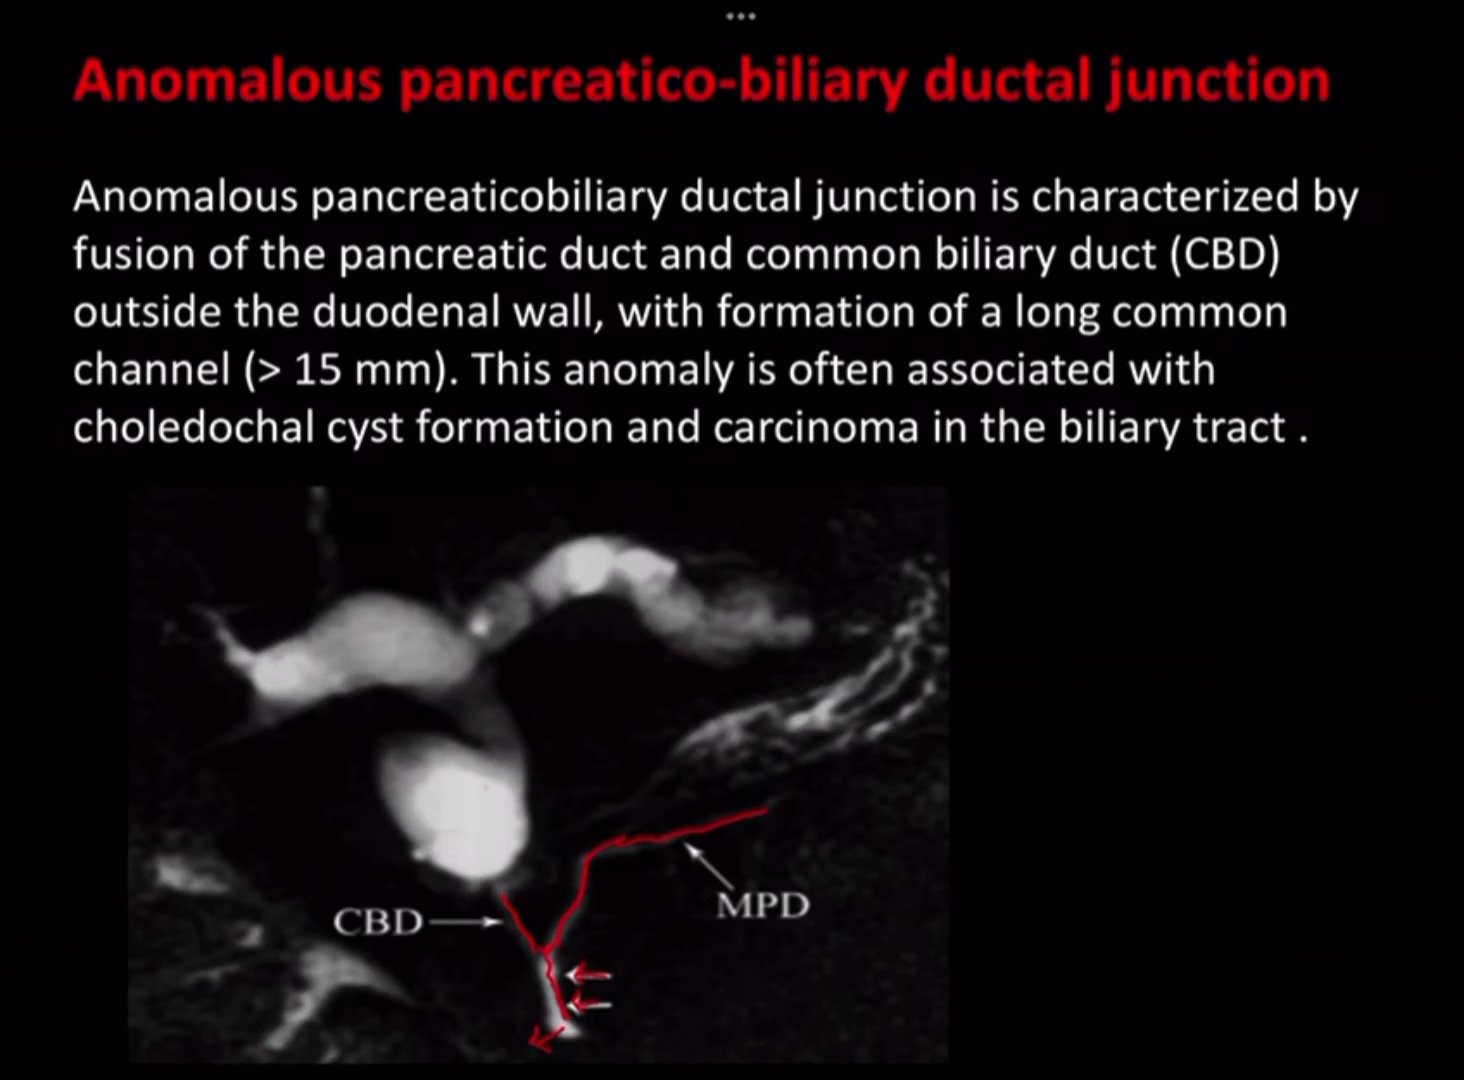 Anomalous pancreatico-biliary ductal junction
Anomalous pancreaticobiliary ductal junction is characterized by
fusion of the pancreatic duct and common biliary duct (CBD)
outside the duodenal wall, with formation of a long common
channel (> 15 mm). This anomaly is often associated with
choledochal cyst formation and carcinoma in the biliary tract .
MPD
CBD